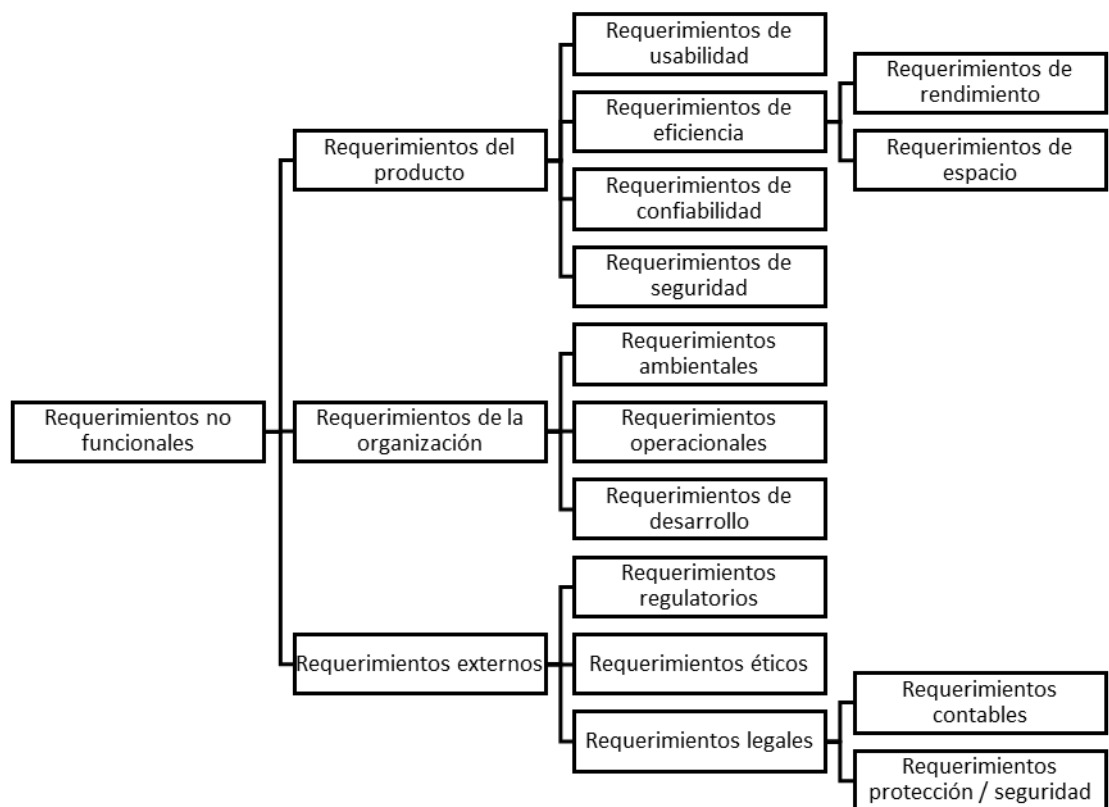 Requerimientos no
funcionales
Requerimientos del
producto
Requerimientos de
usabilidad
Requerimientos de
eficiencia
Requerimientos de
rendimiento
Requerimientos de
espacio
Requerimientos de
confiabilidad
Requerimientos de
seguridad
Requerimientos de la
organización
Requerimientos
ambientales
Requerimientos
operacionales
Requerimientos de
desarrollo
Requerimientos externos
Requerimientos
regulatorios
Requerimientos éticos
Requerimientos legales
Requerimientos
contables
Requerimientos
protección / seguridad